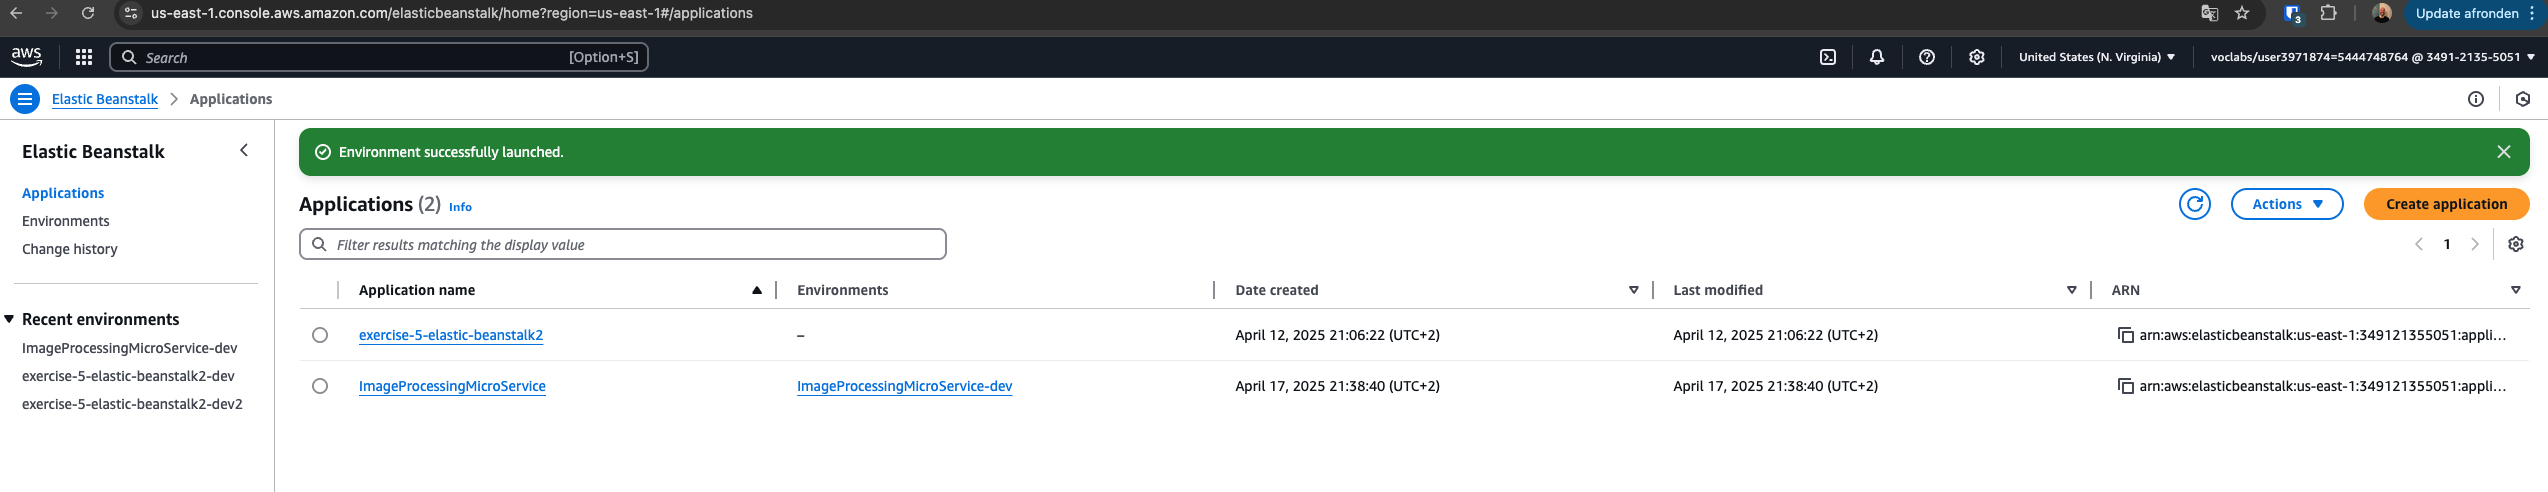 us-east-1.console.aws.amazon.com/elasticbeanstalk/home?region=us-east-1#/applications
3
Update afronden
aws
Search
[Option+S]
United States (N. Virginia)
voclabs/user3971874=5444748764 @ 3491-2135-5051
Elastic Beanstalk
Applications
Elastic Beanstalk
Applications
Environments
Change history
Recent environments
ImageProcessingMicroService-dev
exercise-5-elastic-beanstalk2-dev
exercise-5-elastic-beanstalk2-dev2
Environment successfully launched.
Applications (2) Info
Actions
Create application
Filter results matching the display value
1
Application name Environments Date created Last modified ARN
exercise-5-elastic-beanstalk2 – April 12, 2025 21:06:22 (UTC+2) April 12, 2025 21:06:22 (UTC+2) arn:aws:elasticbeanstalk:us-east-1:349121355051:appli...
ImageProcessingMicroService ImageProcessingMicroService-dev April 17, 2025 21:38:40 (UTC+2) April 17, 2025 21:38:40 (UTC+2) arn:aws:elasticbeanstalk:us-east-1:349121355051:appli...